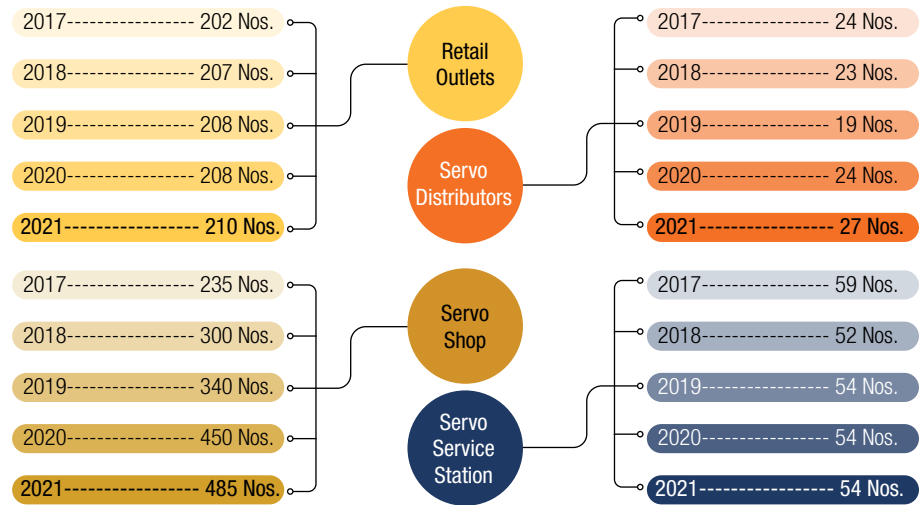 2017---------------- 202 Nos.
2018---------------- 207 Nos.
2019---------------- 208 Nos.
2020---------------- 208 Nos.
2021---------------- 210 Nos.
Retail
Outlets
Servo
Distributors
2017---------------- 24 Nos.
2018---------------- 23 Nos.
2019---------------- 19 Nos.
2020---------------- 24 Nos.
2021---------------- 27 Nos.
2017---------------- 235 Nos.
2018---------------- 300 Nos.
2019---------------- 340 Nos.
2020---------------- 450 Nos.
2021---------------- 485 Nos.
Servo
Shop
Servo
Service
Station
2017---------------- 59 Nos.
2018---------------- 52 Nos.
2019---------------- 54 Nos.
2020---------------- 54 Nos.
2021---------------- 54 Nos.